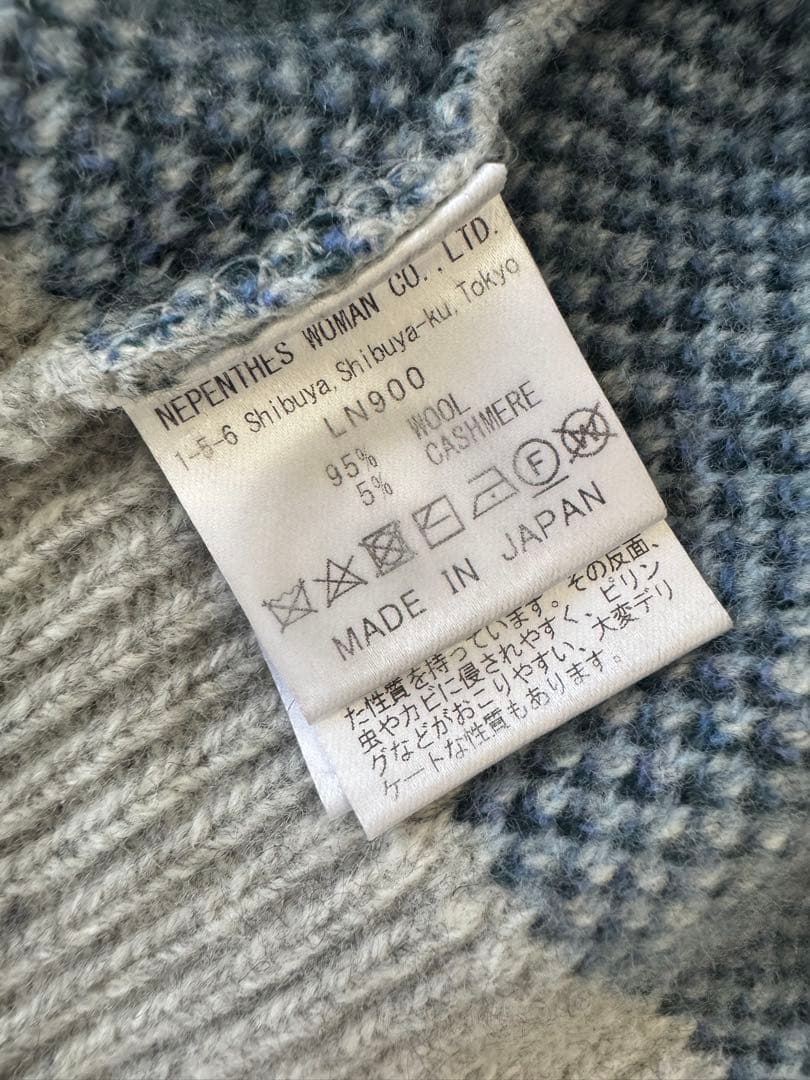 NEPENTHES WOMAN CO.,LTD.
1-5-6 Shibuya,Shibuya-ku,Tokyo
LN900
95% WOOL
5% CASHMERE
F W
MADE IN JAPAN
た性質を持っています。その反面、
虫やカビに侵されやすく、ピリン
グなどがおこりやすい、大変デリ
ケートな性質もあります。